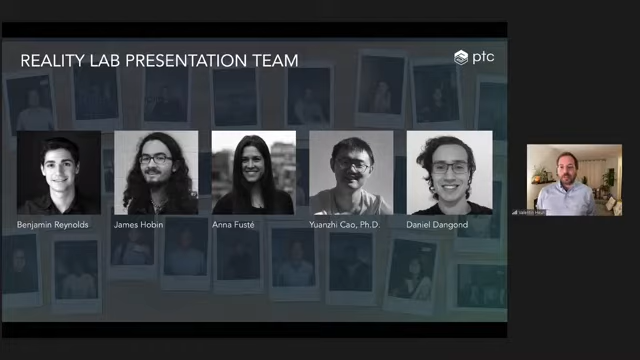 REALITY LAB PRESENTATION TEAM
ptc
Benjamin Reynolds
James Hobin
Anna Fusté
Yuanzhi Cao, Ph.D.
Daniel Dangond